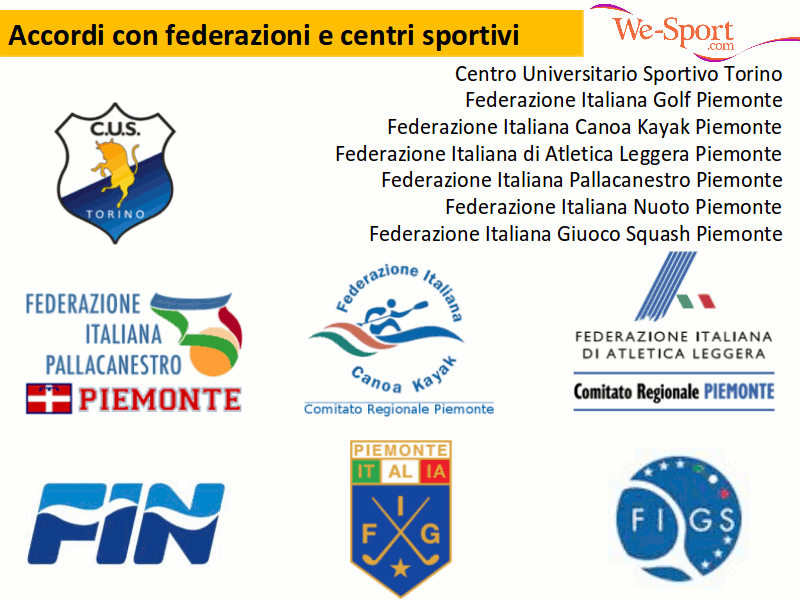 Accordi con federazioni e centri sportivi
We-Sport
.com
Centro Universitario Sportivo Torino
Federazione Italiana Golf Piemonte
Federazione Italiana Canoa Kayak Piemonte
Federazione Italiana di Atletica Leggera Piemonte
Federazione Italiana Pallacanestro Piemonte
Federazione Italiana Nuoto Piemonte
Federazione Italiana Giuoco Squash Piemonte
C.U.S.
TORINO
FEDERAZIONE
ITALIANA
PALLACANESTRO
PIEMONTE
Federazione Italiana
Canoa Kayak
Comitato Regionale Piemonte
FEDERAZIONE ITALIANA
DI ATLETICA LEGGERA
Comitato Regionale PIEMONTE
FIN
PIEMONTE
ITALIA
FIG
FIGS